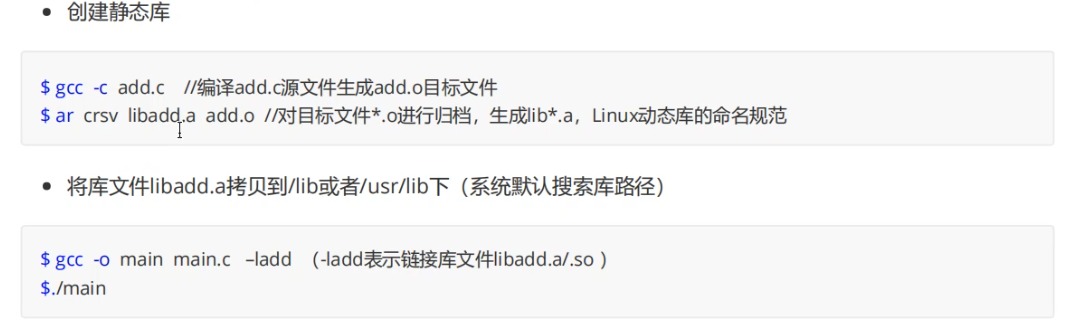 创建静态库
$ gcc -c add.c //编译add.c源文件生成add.o目标文件
$ ar crsv libadd.a add.o //对目标文件*.o进行归档，生成lib*.a，Linux动态库的命名规范
将库文件libadd.a拷贝到/lib或者/usr/lib下（系统默认搜索库路径）
$ gcc -o main main.c –ladd （-ladd表示链接库文件libadd.a/.so ）
$./main